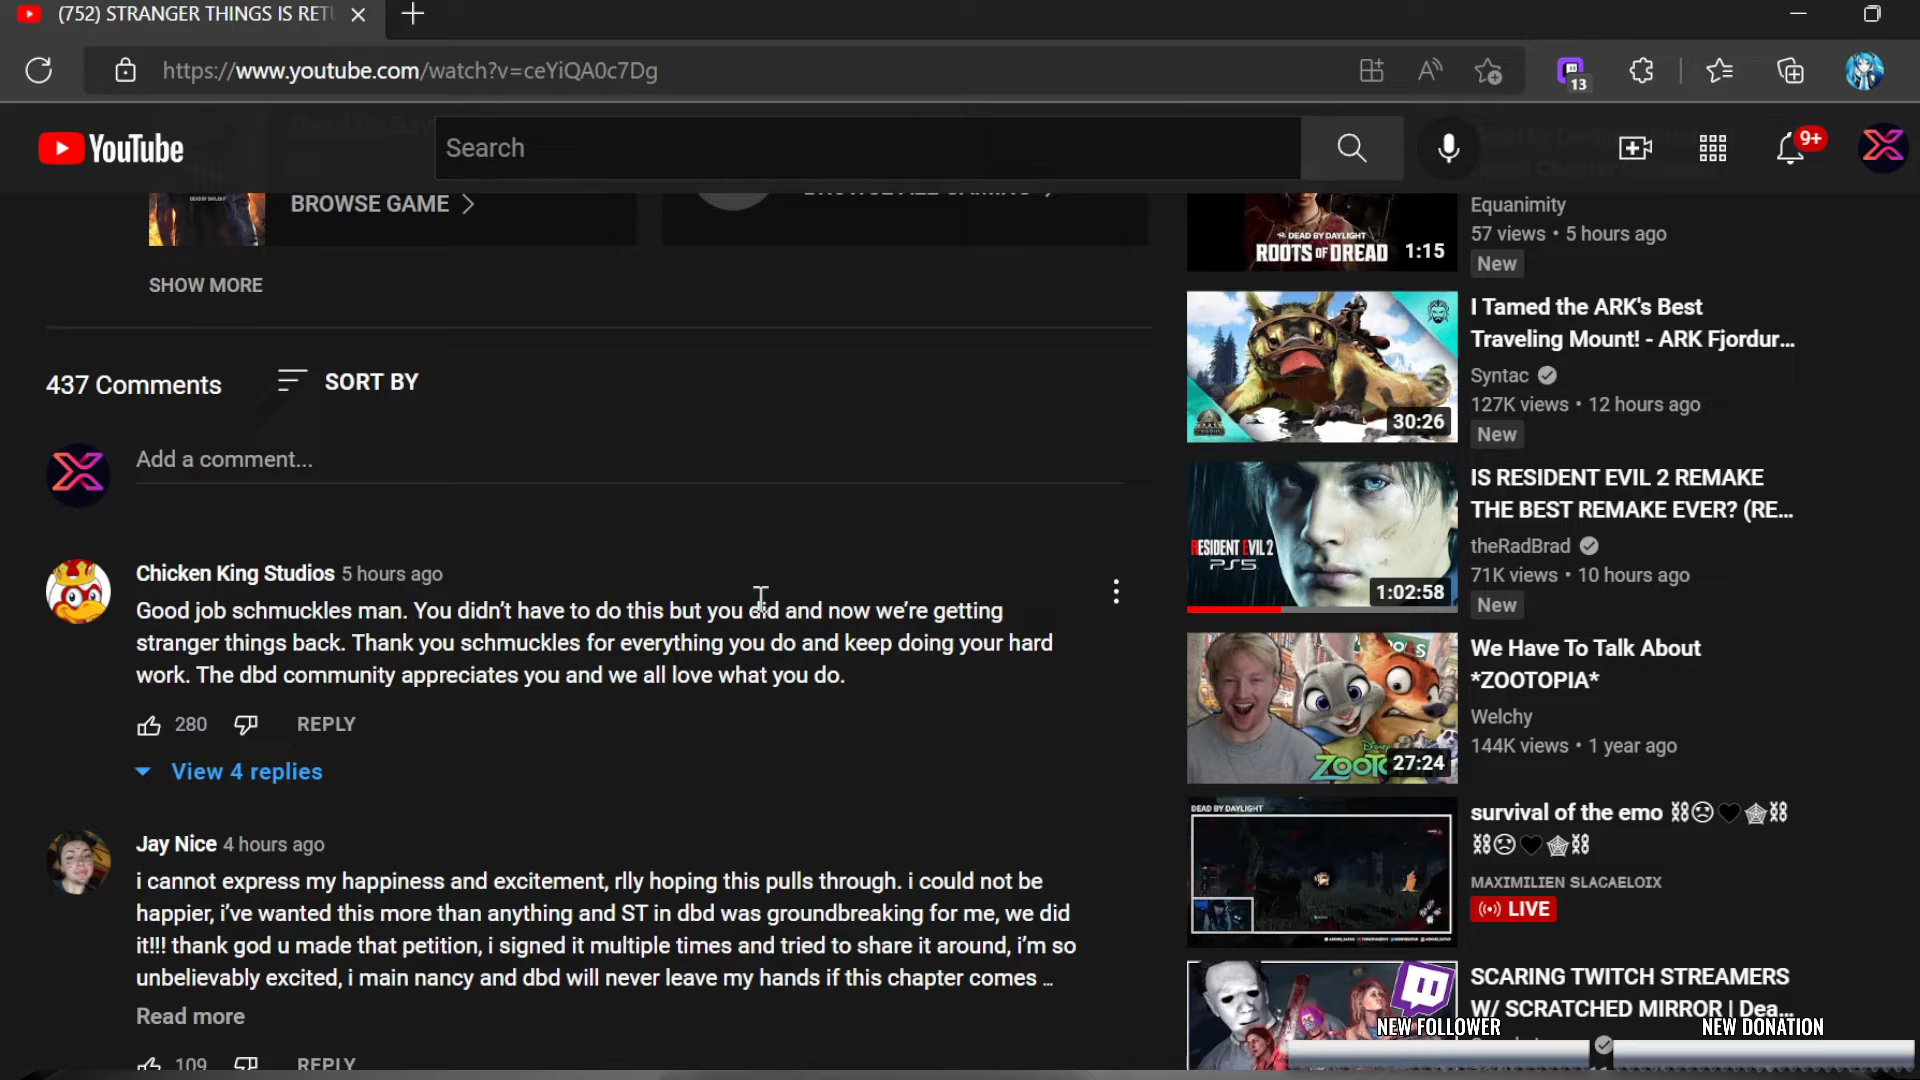 (752) STRANGER THINGS IS RETU
https://www.youtube.com/watch?v=ceYiQA0c7Dg
13
YouTube
Search
9+
BROWSE GAME
SHOW MORE
437 Comments
SORT BY
Add a comment...
Chicken King Studios 5 hours ago
Good job schmuckles man. You didn't have to do this but you did and now we're getting
stranger things back. Thank you schmuckles for everything you do and keep doing your hard
work. The dbd community appreciates you and we all love what you do.
280
REPLY
View 4 replies
Jay Nice 4 hours ago
i cannot express my happiness and excitement, rlly hoping this pulls through. i could not be
happier, i've wanted this more than anything and ST in dbd was groundbreaking for me, we did
it!!! thank god u made that petition, i signed it multiple times and tried to share it around, i'm so
unbelievably excited, i main nancy and dbd will never leave my hands if this chapter comes ...
Read more
109
REPLY
DEAD BY DAYLIGHT
ROOTS OF DREAD
1:15
Equanimity
57 views • 5 hours ago
New
30:26
I Tamed the ARK's Best
Traveling Mount! - ARK Fjordur...
Syntac
127K views • 12 hours ago
New
RESIDENT EVIL 2
PS5
1:02:58
IS RESIDENT EVIL 2 REMAKE
THE BEST REMAKE EVER? (RE...
theRadBrad
71K views • 10 hours ago
New
27:24
We Have To Talk About
*ZOOTOPIA*
Welchy
144K views • 1 year ago
DEAD BY DAYLIGHT
survival of the emo ⛓️☹️🖤🕸️⛓️
⛓️☹️🖤🕸️⛓️
MAXIMILIEN SLACAELOIX
LIVE
SCARING TWITCH STREAMERS
W/ SCRATCHED MIRROR | Dea...
NEW FOLLOWER
NEW DONATION